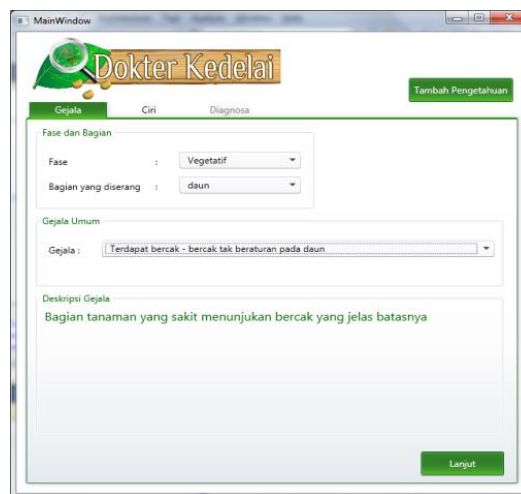 MainWindow
Dokter Kedelai
Tambah Pengetahuan
Gejala Ciri Diagnosa
Fase dan Bagian
Fase : Vegetatif
Bagian yang diserang : daun
Gejala Umum
Gejala : Terdapat bercak - bercak tak beraturan pada daun
Deskripsi Gejala
Bagian tanaman yang sakit menunjukan bercak yang jelas batasnya
Lanjut